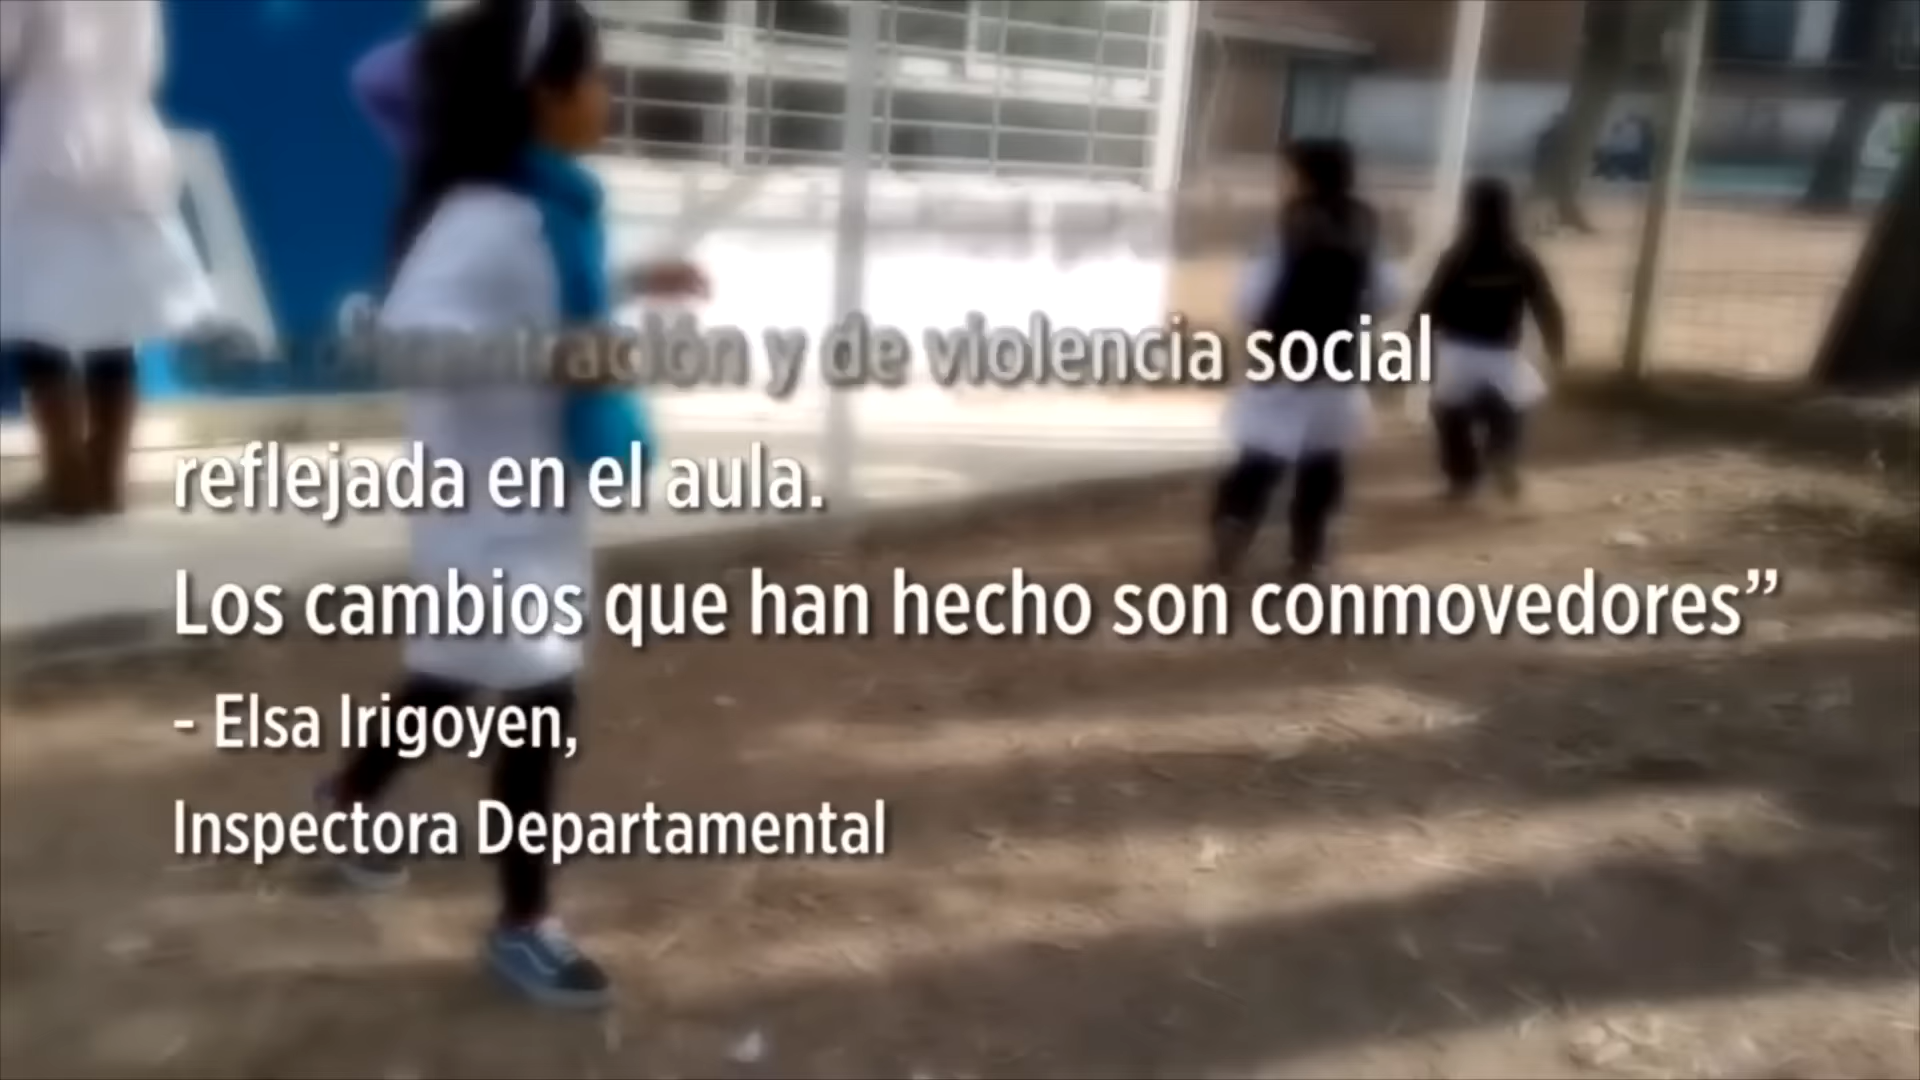 y de violencia social
reflejada en el aula.
Los cambios que han hecho son conmovedores”
- Elsa Irigoyen,
Inspectora Departamental